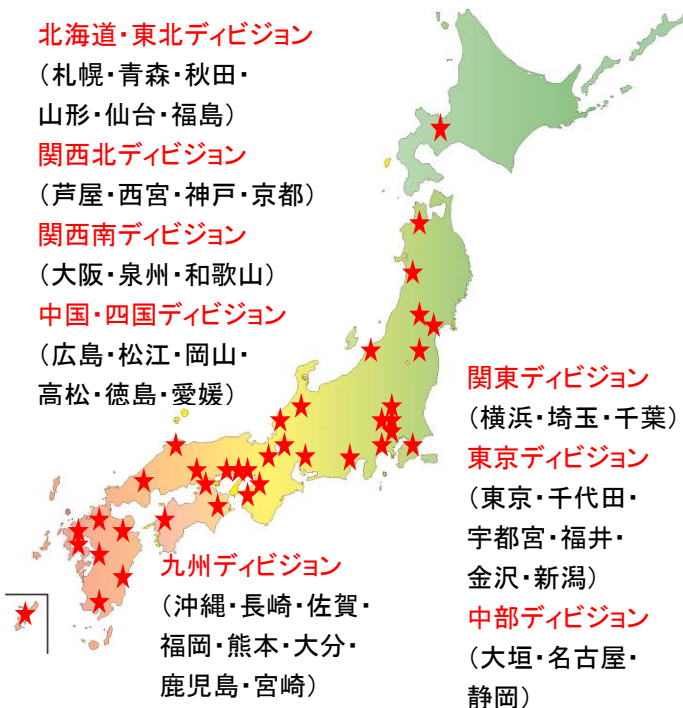 北海道・東北ディビジョン
（札幌・青森・秋田・
山形・仙台・福島）
関西北ディビジョン
（芦屋・西宮・神戸・京都）
関西南ディビジョン
（大阪・泉州・和歌山）
中国・四国ディビジョン
（広島・松江・岡山・
高松・徳島・愛媛）
関東ディビジョン
（横浜・埼玉・千葉）
東京ディビジョン
（東京・千代田・
宇都宮・福井・
金沢・新潟）
中部ディビジョン
（大垣・名古屋・
静岡）
九州ディビジョン
（沖縄・長崎・佐賀・
福岡・熊本・大分・
鹿児島・宮崎）